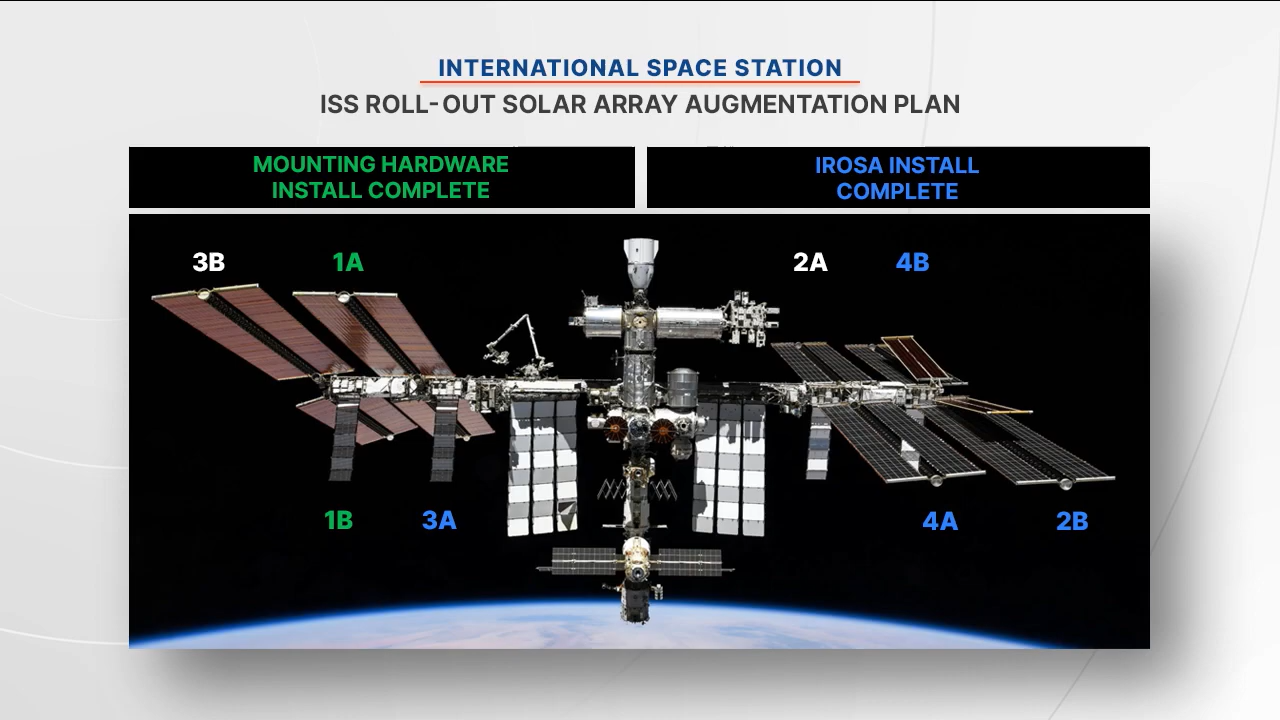 INTERNATIONAL SPACE STATION
ISS ROLL-OUT SOLAR ARRAY AUGMENTATION PLAN
MOUNTING HARDWARE
INSTALL COMPLETE
IROSA INSTALL
COMPLETE
3B
1A
2A
4B
1B
3A
4A
2B